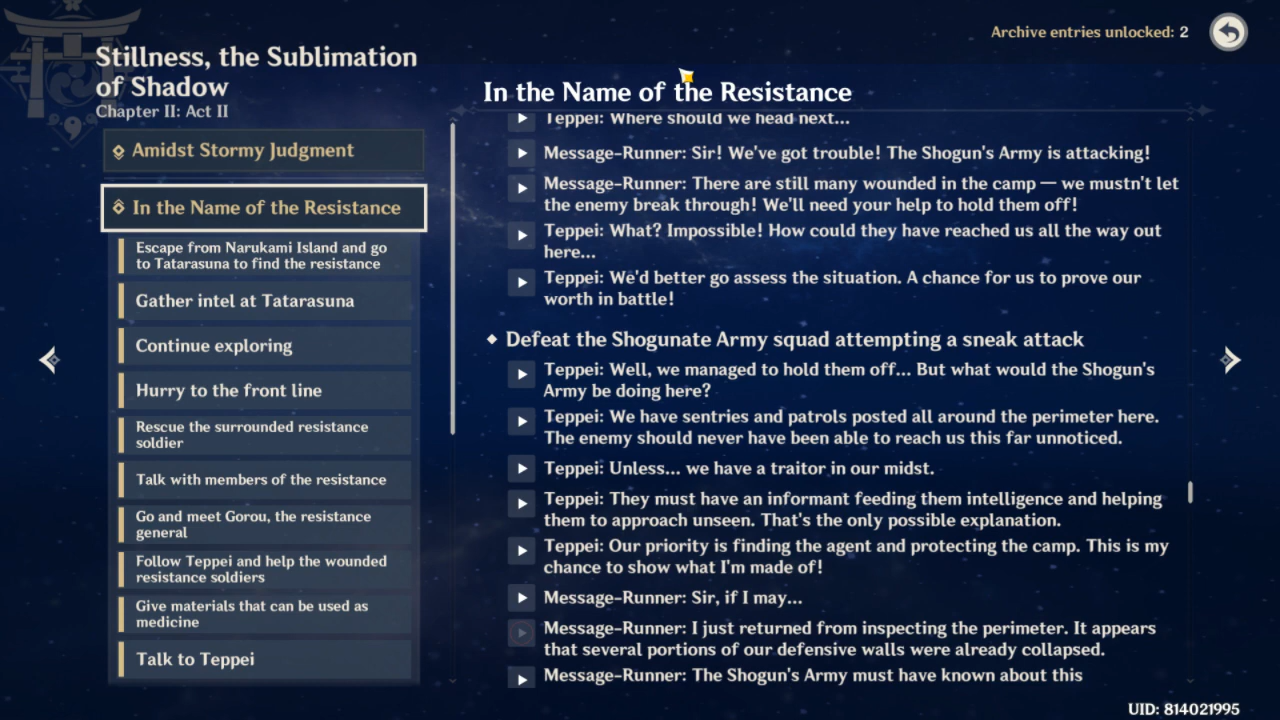 Archive entries unlocked: 2
Stillness, the Sublimation
of Shadow
Chapter II: Act II
Amidst Stormy Judgment
In the Name of the Resistance
Escape from Narukami Island and go
to Tatarasuna to find the resistance
Gather intel at Tatarasuna
Continue exploring
Hurry to the front line
Rescue the surrounded resistance
soldier
Talk with members of the resistance
Go and meet Gorou, the resistance
general
Follow Teppei and help the wounded
resistance soldiers
Give materials that can be used as
medicine
Talk to Teppei
In the Name of the Resistance
Teppei: Where should we head next...
Message-Runner: Sir! We've got trouble! The Shogun's Army is attacking!
Message-Runner: There are still many wounded in the camp — we mustn't let
the enemy break through! We'll need your help to hold them off!
Teppei: What? Impossible! How could they have reached us all the way out
here...
Teppei: We'd better go assess the situation. A chance for us to prove our
worth in battle!
Defeat the Shogunate Army squad attempting a sneak attack
Teppei: Well, we managed to hold them off... But what would the Shogun's
Army be doing here?
Teppei: We have sentries and patrols posted all around the perimeter here.
The enemy should never have been able to reach us this far unnoticed.
Teppei: Unless... we have a traitor in our midst.
Teppei: They must have an informant feeding them intelligence and helping
them to approach unseen. That's the only possible explanation.
Teppei: Our priority is finding the agent and protecting the camp. This is my
chance to show what I'm made of!
Message-Runner: Sir, if I may...
Message-Runner: I just returned from inspecting the perimeter. It appears
that several portions of our defensive walls were already collapsed.
Message-Runner: The Shogun's Army must have known about this
UID: 814021995